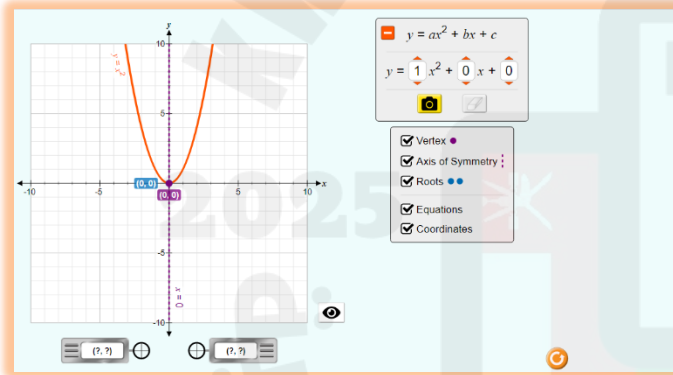 y = ax² + bx + c
y = 1 x² + 0 x + 0
Vertex
Axis of Symmetry
Roots
Equations
Coordinates
y
10
y = x²
5
(0, 0)
(0, 0)
-10
-5
5
10
x
-5
x = 0
-10
(?, ?)
(?, ?)
2025